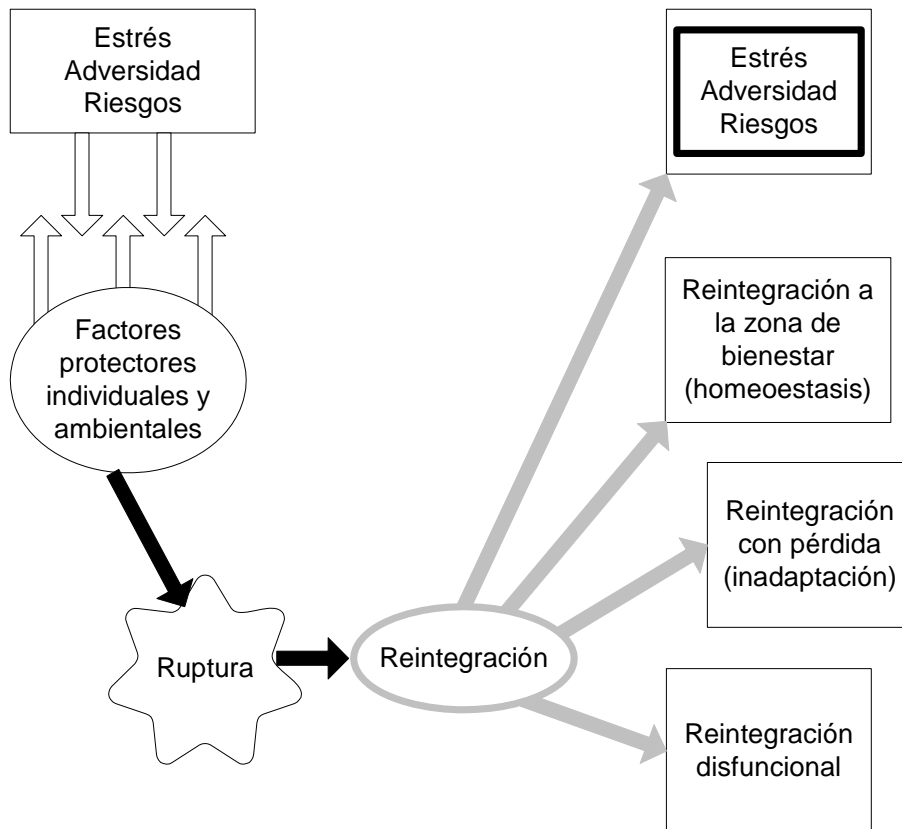 Estrés
Adversidad
Riesgos
Estrés
Adversidad
Riesgos
Factores
protectores
individuales y
ambientales
Reintegración a
la zona de
bienestar
(homeoestasis)
Reintegración
con pérdida
(inadaptación)
Ruptura
Reintegración
Reintegración
disfuncional